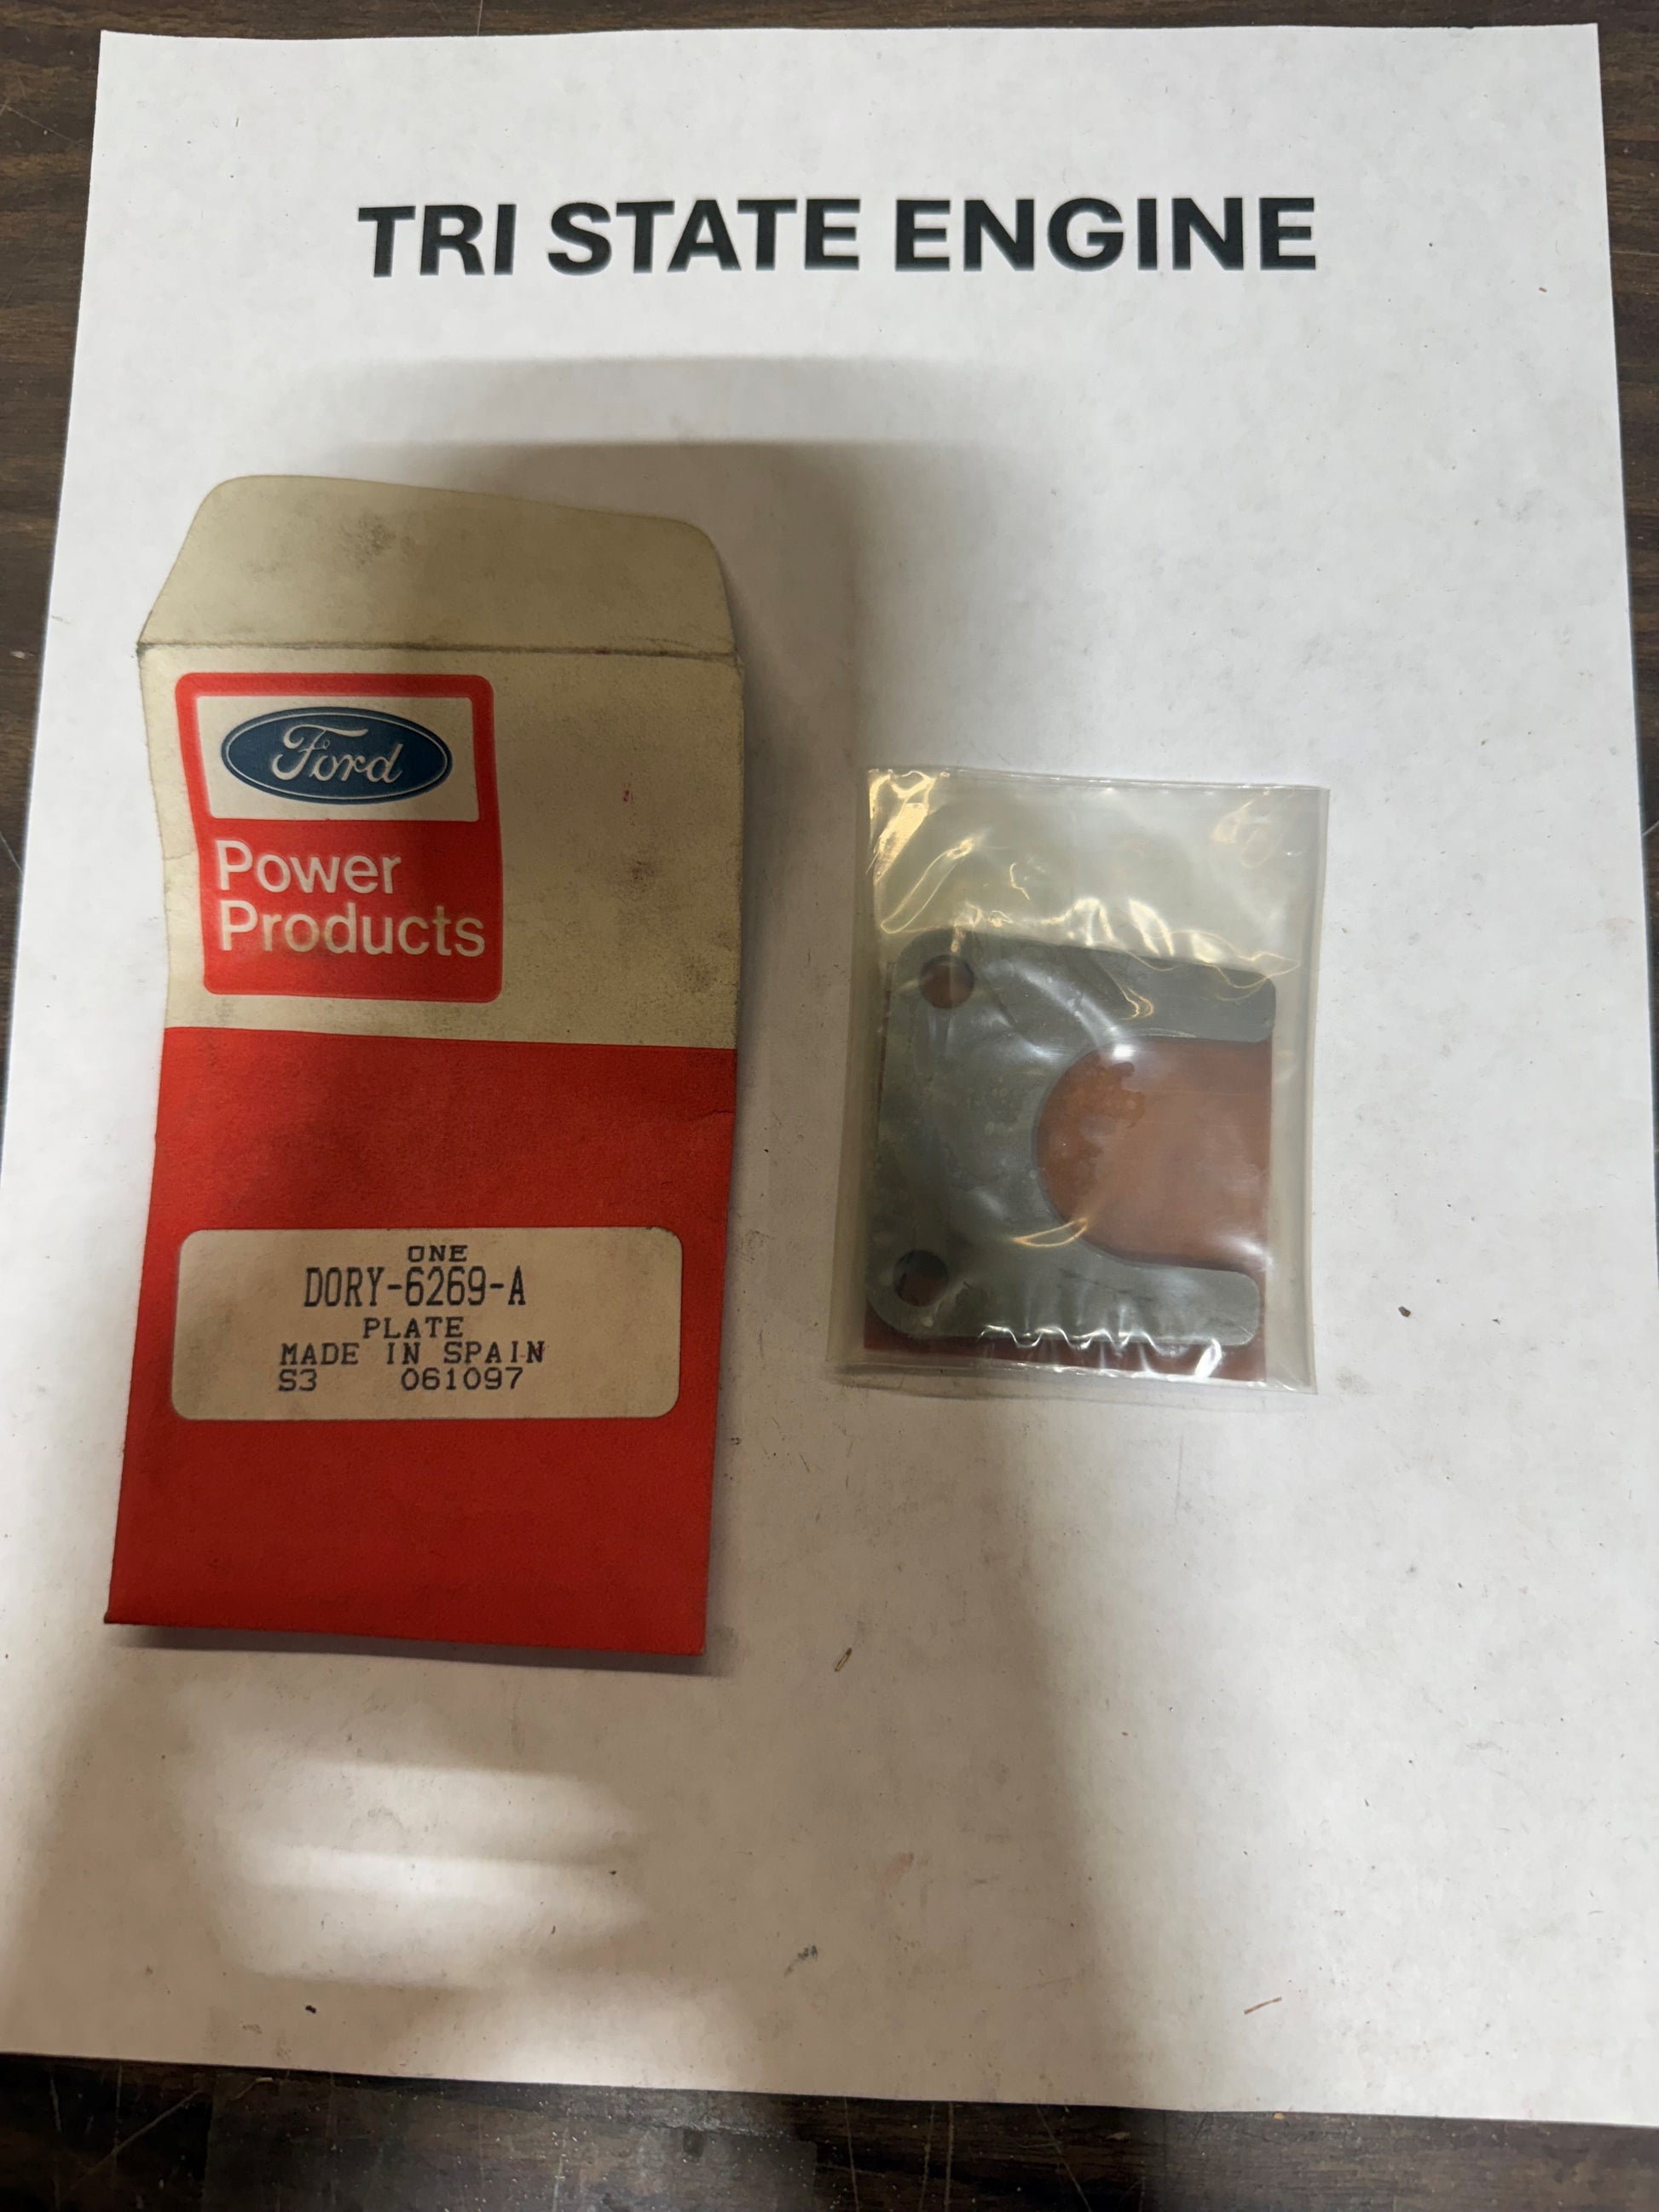 TRI STATE ENGINE
Ford
Power
Products
ONE
DORY-6269-A
PLATE
MADE IN SPAIN
S3 061097